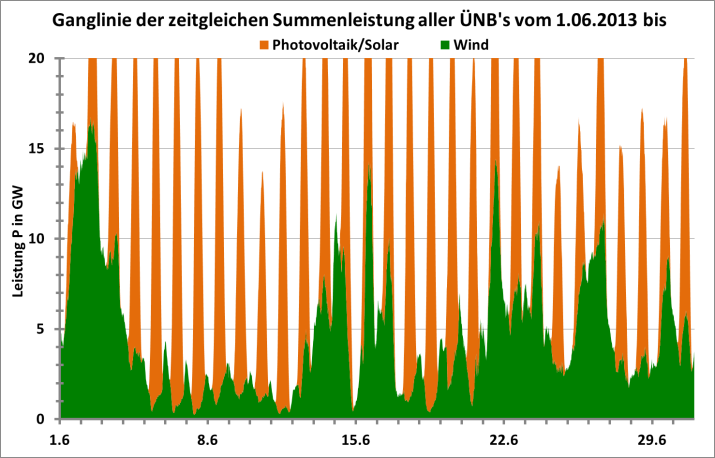 Ganglinie der zeitgleichen Summenleistung aller ÜNB's vom 1.06.2013 bis
Photovoltaik/Solar Wind
20
15
10
5
0
Leistung P in GW
1.6 8.6 15.6 22.6 29.6